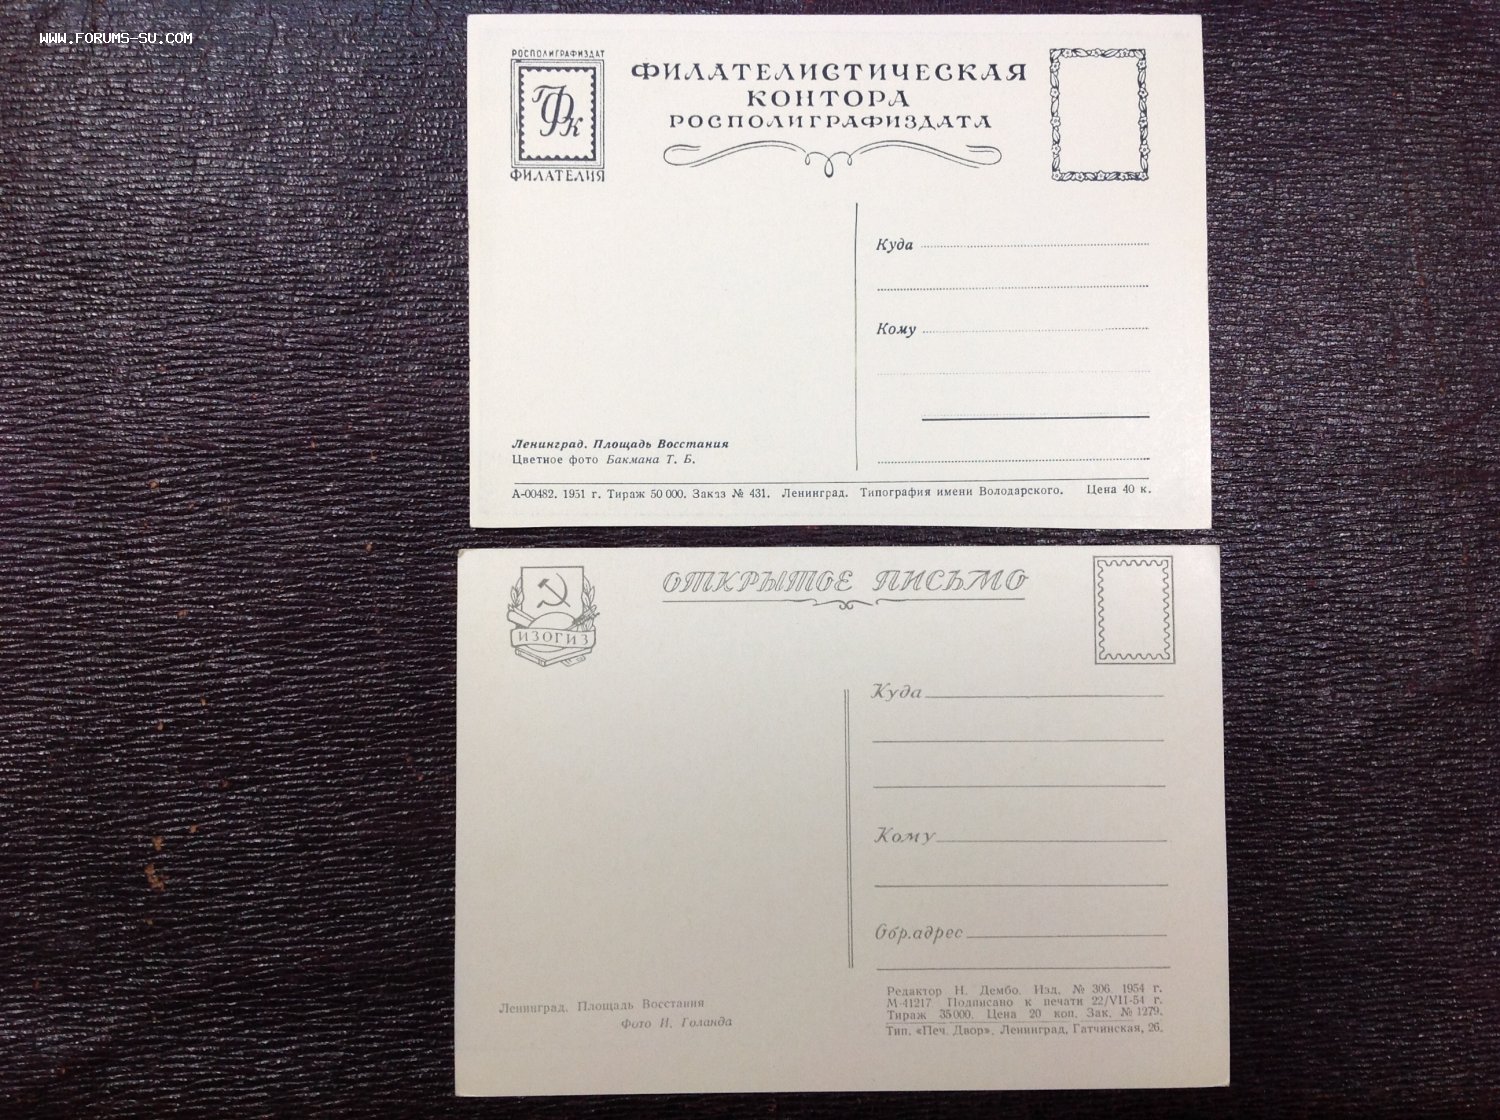 WWW.FORUMS-SU.COM
РОСПОЛИГРАФИЗДАТ
ГФК
ФИЛАТЕЛИЯ
ФИЛАТЕЛИСТИЧЕСКАЯ
КОНТОРА
РОСПОЛИГРАФИЗДАТА
Куда
Кому
Ленинград. Площадь Восстания
Цветное фото Бакмана Т. Б.
А-00482. 1951 г. Тираж 50 000. Заказ № 431. Ленинград. Типография имени Володарского. Цена 40 к.
ИЗОГИЗ
ОТКРЫТОЕ ПИСЬМО
Куда
Кому
Обр.адрес
Ленинград. Площадь Восстания
Фото И. Голанда
Редактор Н. Дембо. Изд. № 306 1954 г.
М-41217 Подписано к печати 22/VII-54 г.
Тираж 35000. Цена 20 коп. Зак. № 1279.
Тип. «Печ. Двор». Ленинград, Гатчинская, 26.